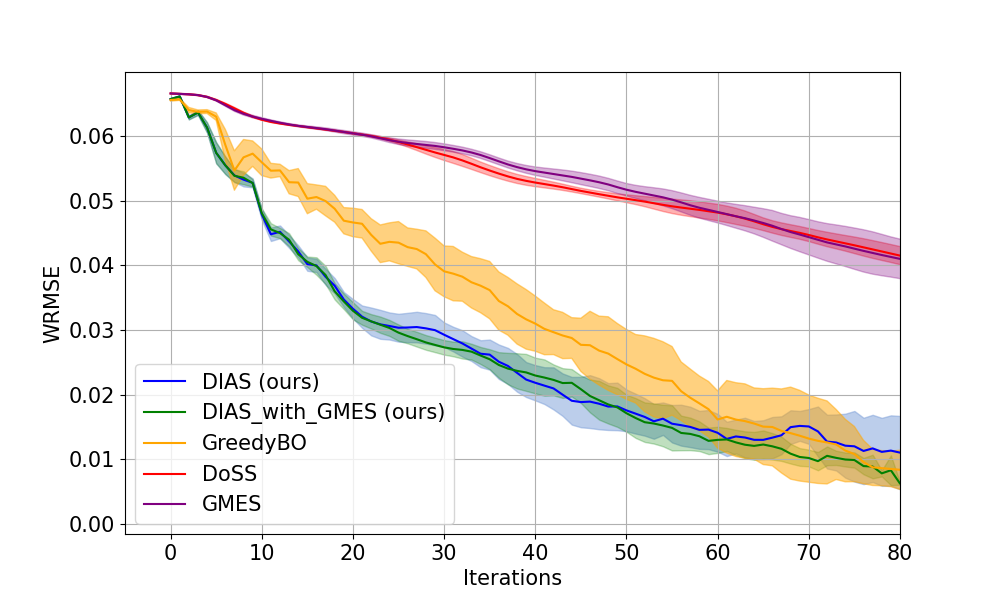 0.06
0.05
0.04
0.03
0.02
0.01
0.00
WRMSE
DIAS (ours)
DIAS_with_GMES (ours)
GreedyBO
DoSS
GMES
0 10 20 30 40 50 60 70 80
Iterations